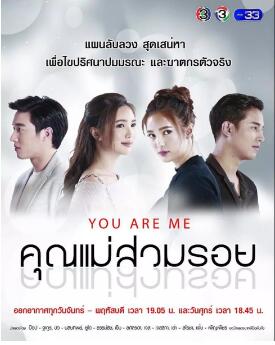 3 3 33
แผนลับลวง สุดเสน่หา
เพื่อไขปริศนาปมมรณะ และฆาตกรตัวจริง
YOU ARE ME
คุณแม่สวมรอย
ออกอากาศทุกวันจันทร์ - พฤหัสบดี เวลา 19.05 น. และวันศุกร์ เวลา 18.45 น.